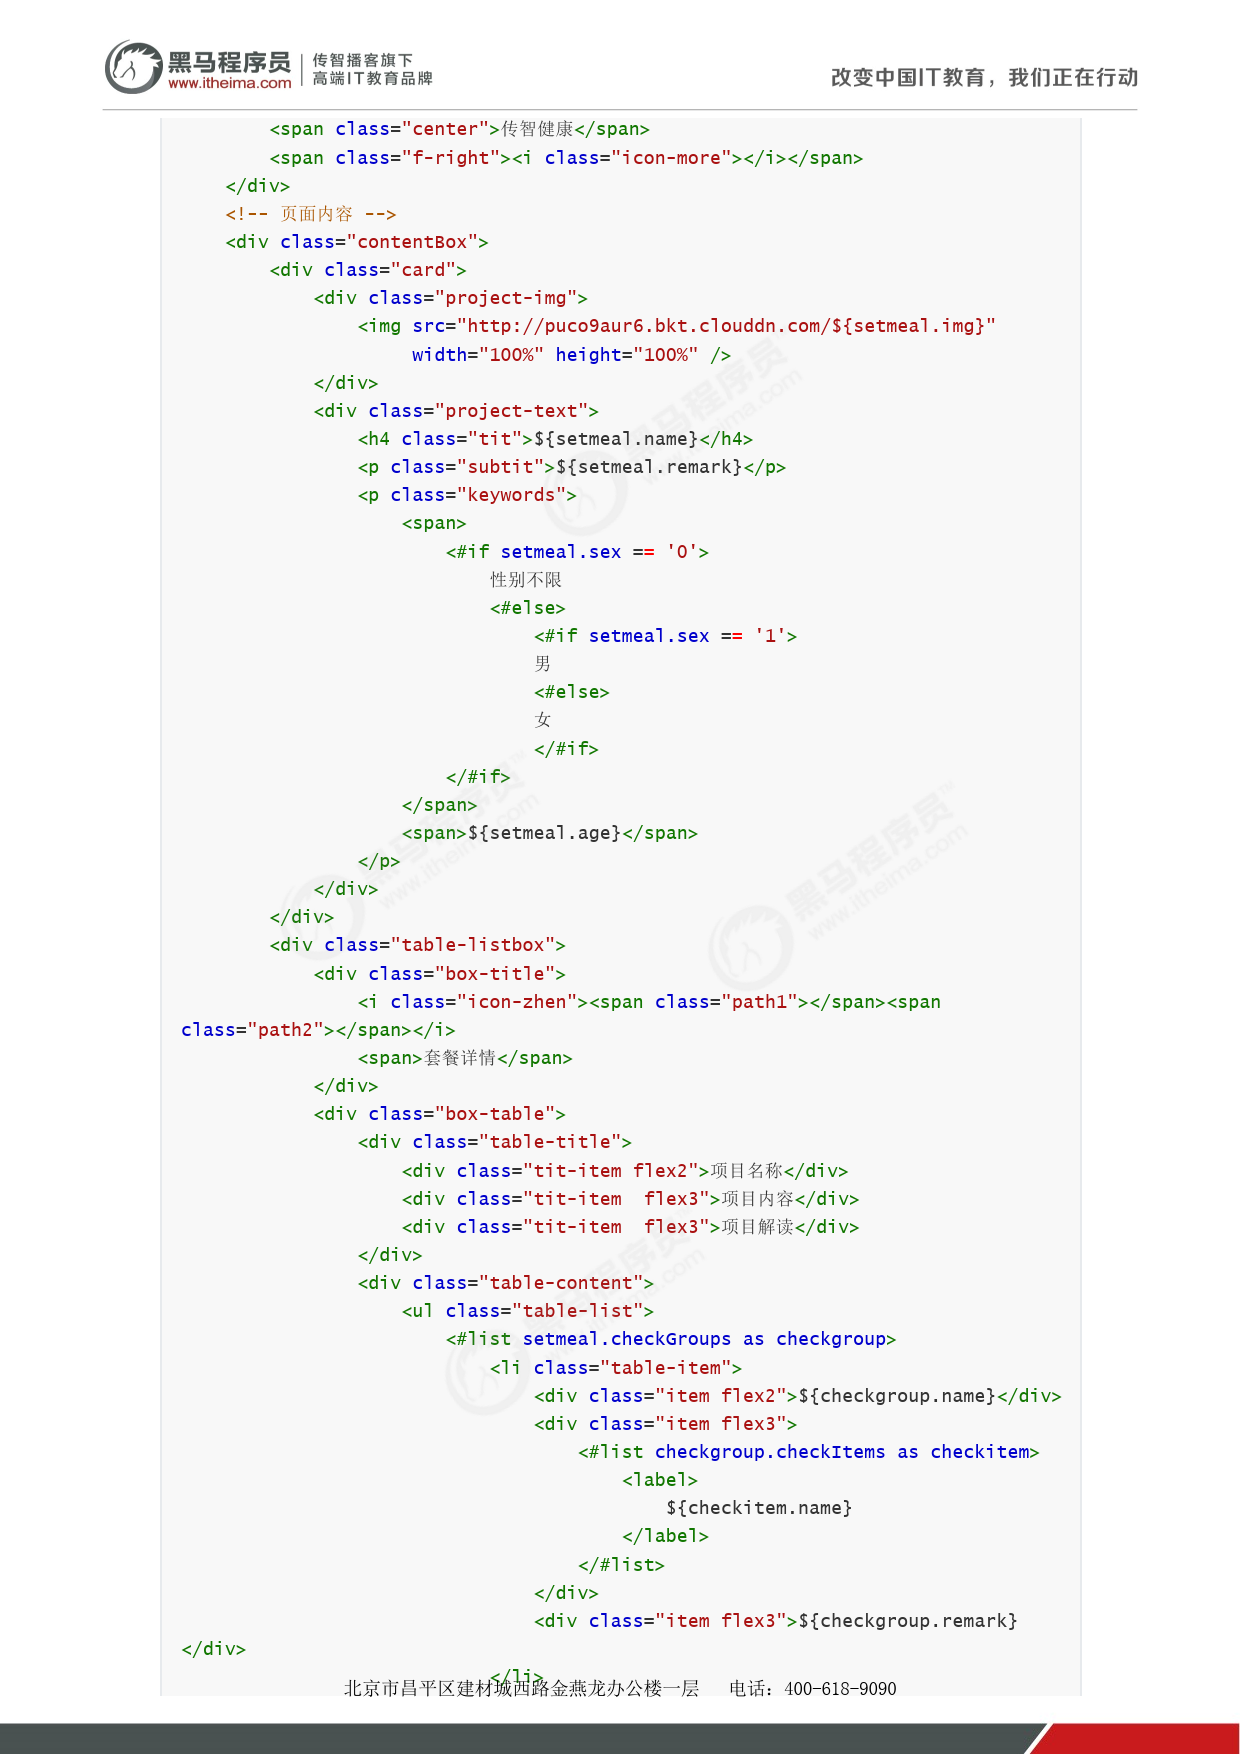 黑马程序员
www.itheima.com
传智播客旗下
高端IT教育品牌
改变中国IT教育，我们正在行动
        <span class="center">传智健康</span>
        <span class="f-right"><i class="icon-more"></i></span>
    </div>
    <!-- 页面内容 -->
    <div class="contentBox">
        <div class="card">
            <div class="project-img">
                <img src="http://puco9aur6.bkt.clouddn.com/${setmeal.img}"
                     width="100%" height="100%" />
            </div>
            <div class="project-text">
                <h4 class="tit">${setmeal.name}</h4>
                <p class="subtit">${setmeal.remark}</p>
                <p class="keywords">
                    <span>
                        <#if setmeal.sex == '0'>
                            性别不限
                            <#else>
                                <#if setmeal.sex == '1'>
                                男
                                <#else>
                                女
                                </#if>
                        </#if>
                    </span>
                    <span>${setmeal.age}</span>
                </p>
            </div>
        </div>
        <div class="table-listbox">
            <div class="box-title">
                <i class="icon-zhen"><span class="path1"></span><span
class="path2"></span></i>
                <span>套餐详情</span>
            </div>
            <div class="box-table">
                <div class="table-title">
                    <div class="tit-item flex2">项目名称</div>
                    <div class="tit-item  flex3">项目内容</div>
                    <div class="tit-item  flex3">项目解读</div>
                </div>
                <div class="table-content">
                    <ul class="table-list">
                        <#list setmeal.checkGroups as checkgroup>
                            <li class="table-item">
                                <div class="item flex2">${checkgroup.name}</div>
                                <div class="item flex3">
                                    <#list checkgroup.checkItems as checkitem>
                                        <label>
                                            ${checkitem.name}
                                        </label>
                                    </#list>
                                </div>
                                <div class="item flex3">${checkgroup.remark}
</div>
                            </li>
北京市昌平区建材城西路金燕龙办公楼一层   电话：400-618-9090